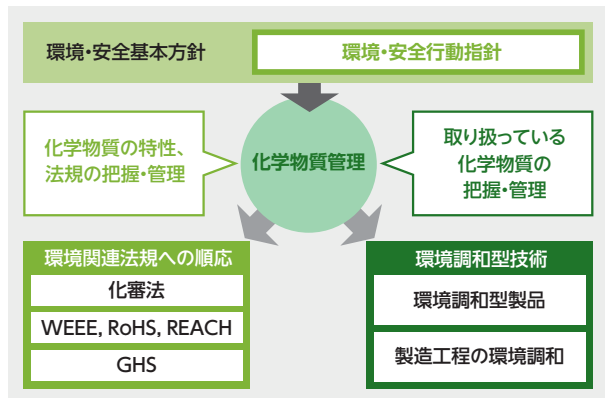 環境・安全基本方針
環境・安全行動指針
化学物質の特性、
法規の把握・管理
化学物質管理
取り扱っている
化学物質の
把握・管理
環境関連法規への順応
化審法
WEEE, RoHS, REACH
GHS
環境調和型技術
環境調和型製品
製造工程の環境調和